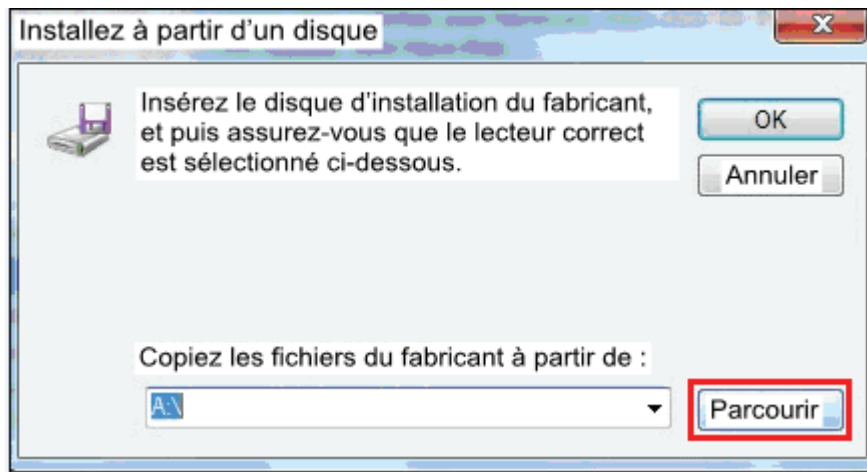 Installez à partir d'un disque
X
Insérez le disque d'installation du fabricant,
et puis assurez-vous que le lecteur correct
est sélectionné ci-dessous.
OK
Annuler
Copiez les fichiers du fabricant à partir de :
A:\
Parcourir